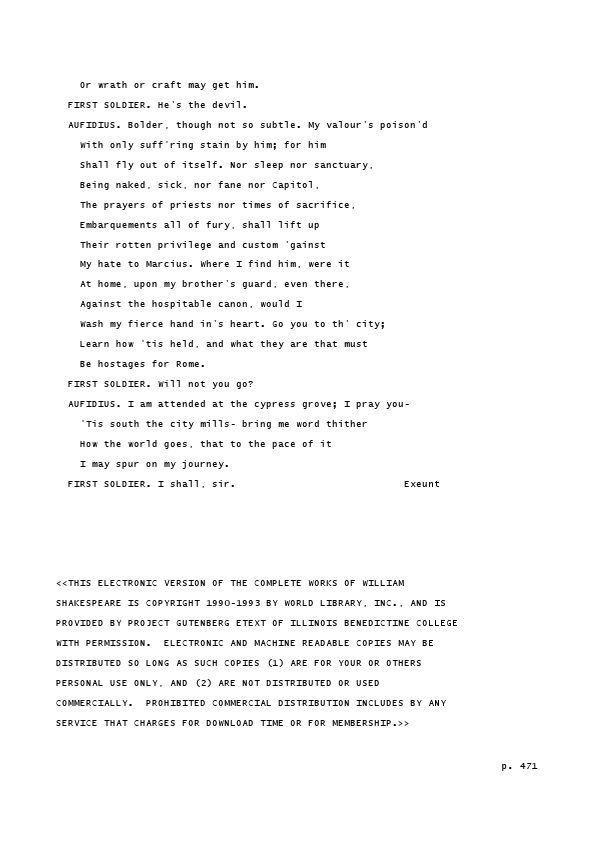 Or wrath or craft may get him.
FIRST SOLDIER. He's the devil.
AUFIDIUS. Bolder, though not so subtle. My valour's poison'd
With only suff'ring stain by him; for him
Shall fly out of itself. Nor sleep nor sanctuary,
Being naked, sick, nor fane nor Capitol,
The prayers of priests nor times of sacrifice,
Embarquements all of fury, shall lift up
Their rotten privilege and custom 'gainst
My hate to Marcius. Where I find him, were it
At home, upon my brother's guard, even there,
Against the hospitable canon, would I
Wash my fierce hand in's heart. Go you to th' city;
Learn how 'tis held, and what they are that must
Be hostages for Rome.
FIRST SOLDIER. Will not you go?
AUFIDIUS. I am attended at the cypress grove; I pray you-
'Tis south the city mills- bring me word thither
How the world goes, that to the pace of it
I may spur on my journey.
FIRST SOLDIER. I shall, sir. Exeunt
<<THIS ELECTRONIC VERSION OF THE COMPLETE WORKS OF WILLIAM
SHAKESPEARE IS COPYRIGHT 1990-1993 BY WORLD LIBRARY, INC., AND IS
PROVIDED BY PROJECT GUTENBERG ETEXT OF ILLINOIS BENEDICTINE COLLEGE
WITH PERMISSION.  ELECTRONIC AND MACHINE READABLE COPIES MAY BE
DISTRIBUTED SO LONG AS SUCH COPIES (1) ARE FOR YOUR OR OTHERS
PERSONAL USE ONLY, AND (2) ARE NOT DISTRIBUTED OR USED
COMMERCIALLY.  PROHIBITED COMMERCIAL DISTRIBUTION INCLUDES BY ANY
SERVICE THAT CHARGES FOR DOWNLOAD TIME OR FOR MEMBERSHIP.>>
p. 471